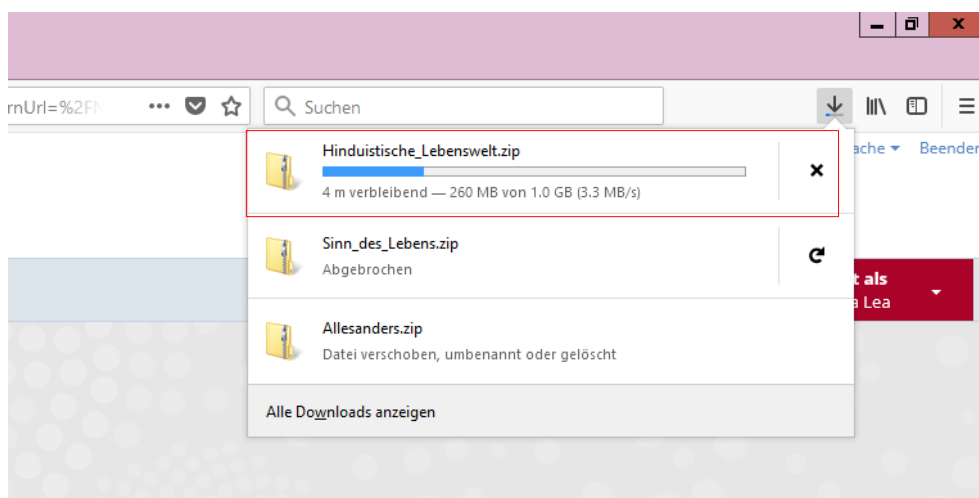 rnUrl=%2F
Suchen
ache
Beenden
Hinduistische_Lebenswelt.zip
4 m verbleibend — 260 MB von 1.0 GB (3.3 MB/s)
Sinn_des_Lebens.zip
Abgebrochen
t als
a Lea
Allesanders.zip
Datei verschoben, umbenannt oder gelöscht
Alle Downloads anzeigen